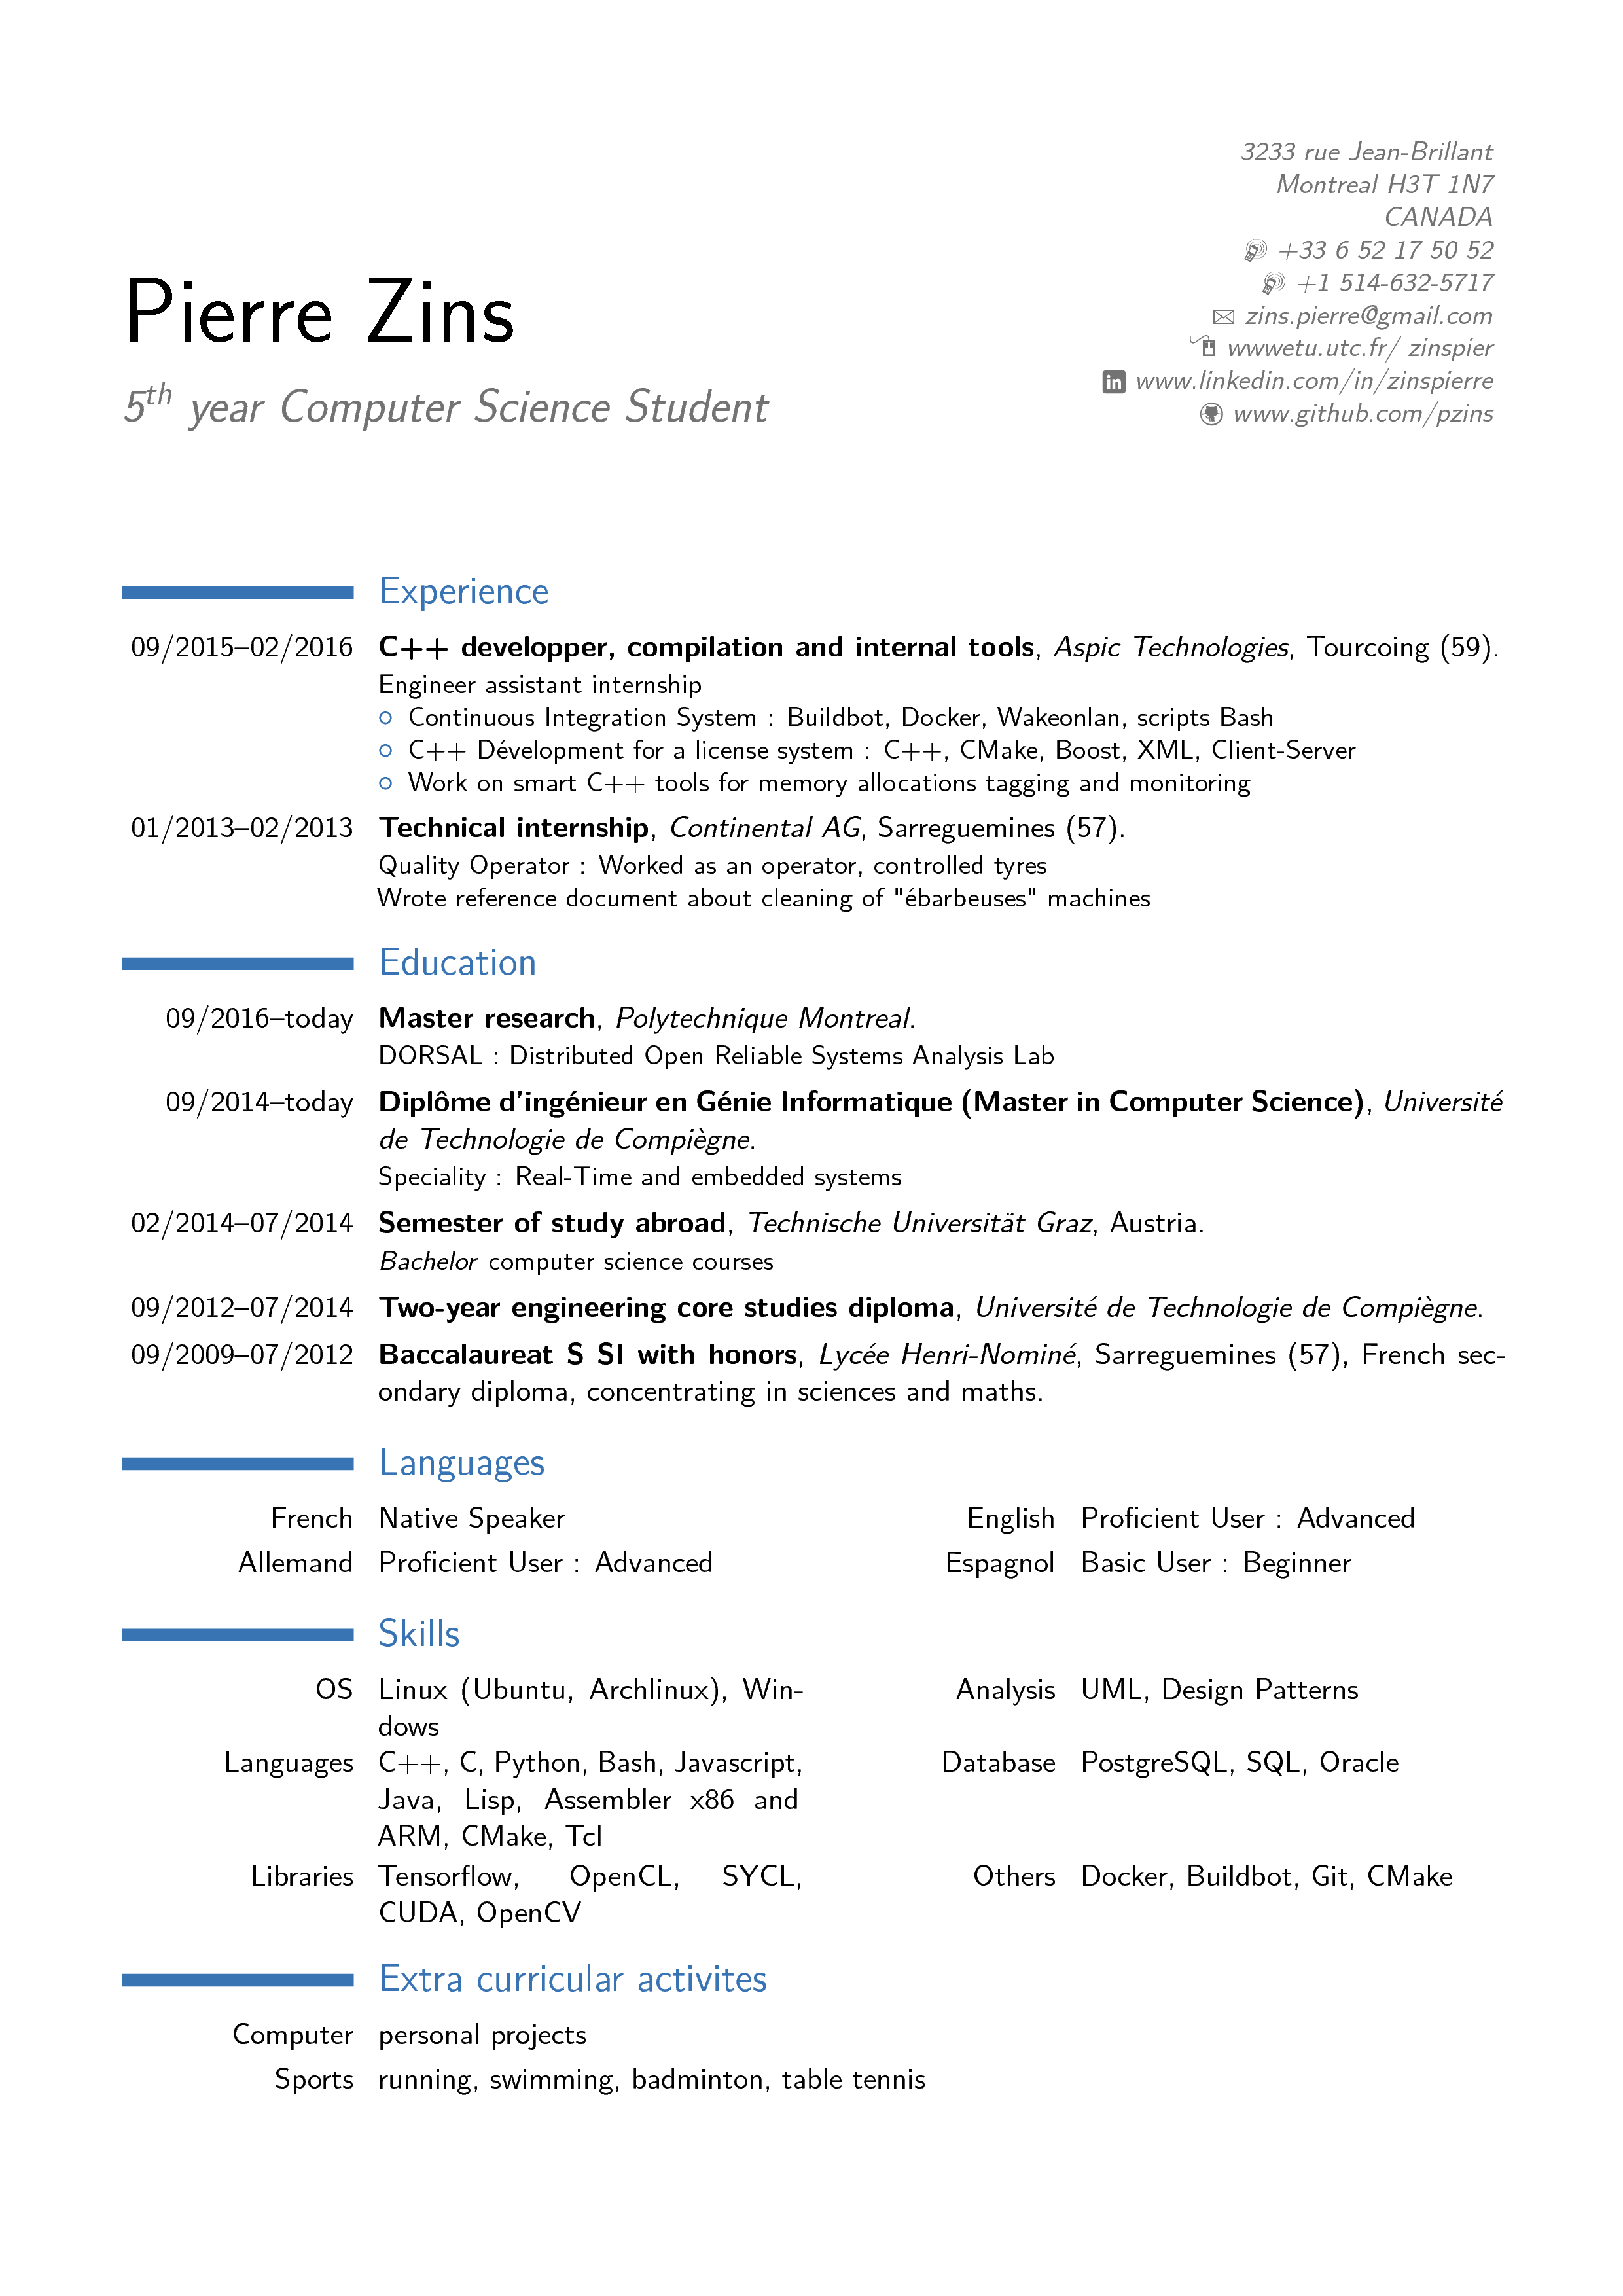 3233 rue Jean-Brillant
Montreal H3T 1N7
CANADA
+33 6 52 17 50 52
+1 514-632-5717
zins.pierre@gmail.com
wwwetu.utc.fr/ zinspier
www.linkedin.com/in/zinspierre
www.github.com/pzins
Pierre Zins
5th year Computer Science Student
Experience
09/2015–02/2016 C++ developper, compilation and internal tools, Aspic Technologies, Tourcoing (59).
Engineer assistant internship
Continuous Integration System : Buildbot, Docker, Wakeonlan, scripts Bash
C++ Dévelopment for a license system : C++, CMake, Boost, XML, Client-Server
Work on smart C++ tools for memory allocations tagging and monitoring
01/2013–02/2013 Technical internship, Continental AG, Sarreguemines (57).
Quality Operator : Worked as an operator, controlled tyres
Wrote reference document about cleaning of "ébarbeuses" machines
Education
09/2016–today Master research, Polytechnique Montreal.
DORSAL : Distributed Open Reliable Systems Analysis Lab
09/2014–today Diplôme d'ingénieur en Génie Informatique (Master in Computer Science), Université
de Technologie de Compiègne.
Speciality : Real-Time and embedded systems
02/2014–07/2014 Semester of study abroad, Technische Universität Graz, Austria.
Bachelor computer science courses
09/2012–07/2014 Two-year engineering core studies diploma, Université de Technologie de Compiègne.
09/2009–07/2012 Baccalaureat S SI with honors, Lycée Henri-Nominé, Sarreguemines (57), French sec-
ondary diploma, concentrating in sciences and maths.
Languages
French Native Speaker English Proficient User : Advanced
Allemand Proficient User : Advanced Espagnol Basic User : Beginner
Skills
OS Linux (Ubuntu, Archlinux), Win- Analysis UML, Design Patterns
dows
Languages C++, C, Python, Bash, Javascript, Database PostgreSQL, SQL, Oracle
Java, Lisp, Assembler x86 and
ARM, CMake, Tcl
Libraries Tensorflow, OpenCL, SYCL, Others Docker, Buildbot, Git, CMake
CUDA, OpenCV
Extra curricular activites
Computer personal projects
Sports running, swimming, badminton, table tennis